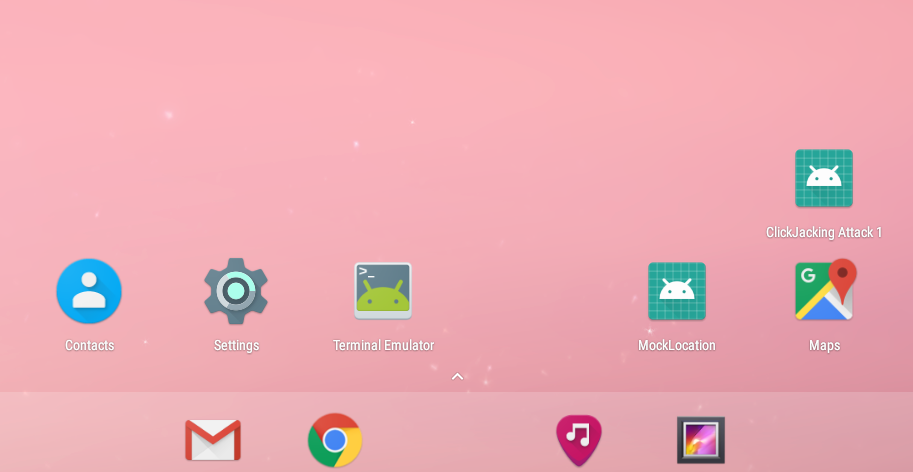 ClickJacking Attack 1
Contacts
Settings
>_
Terminal Emulator
MockLocation
G
Maps